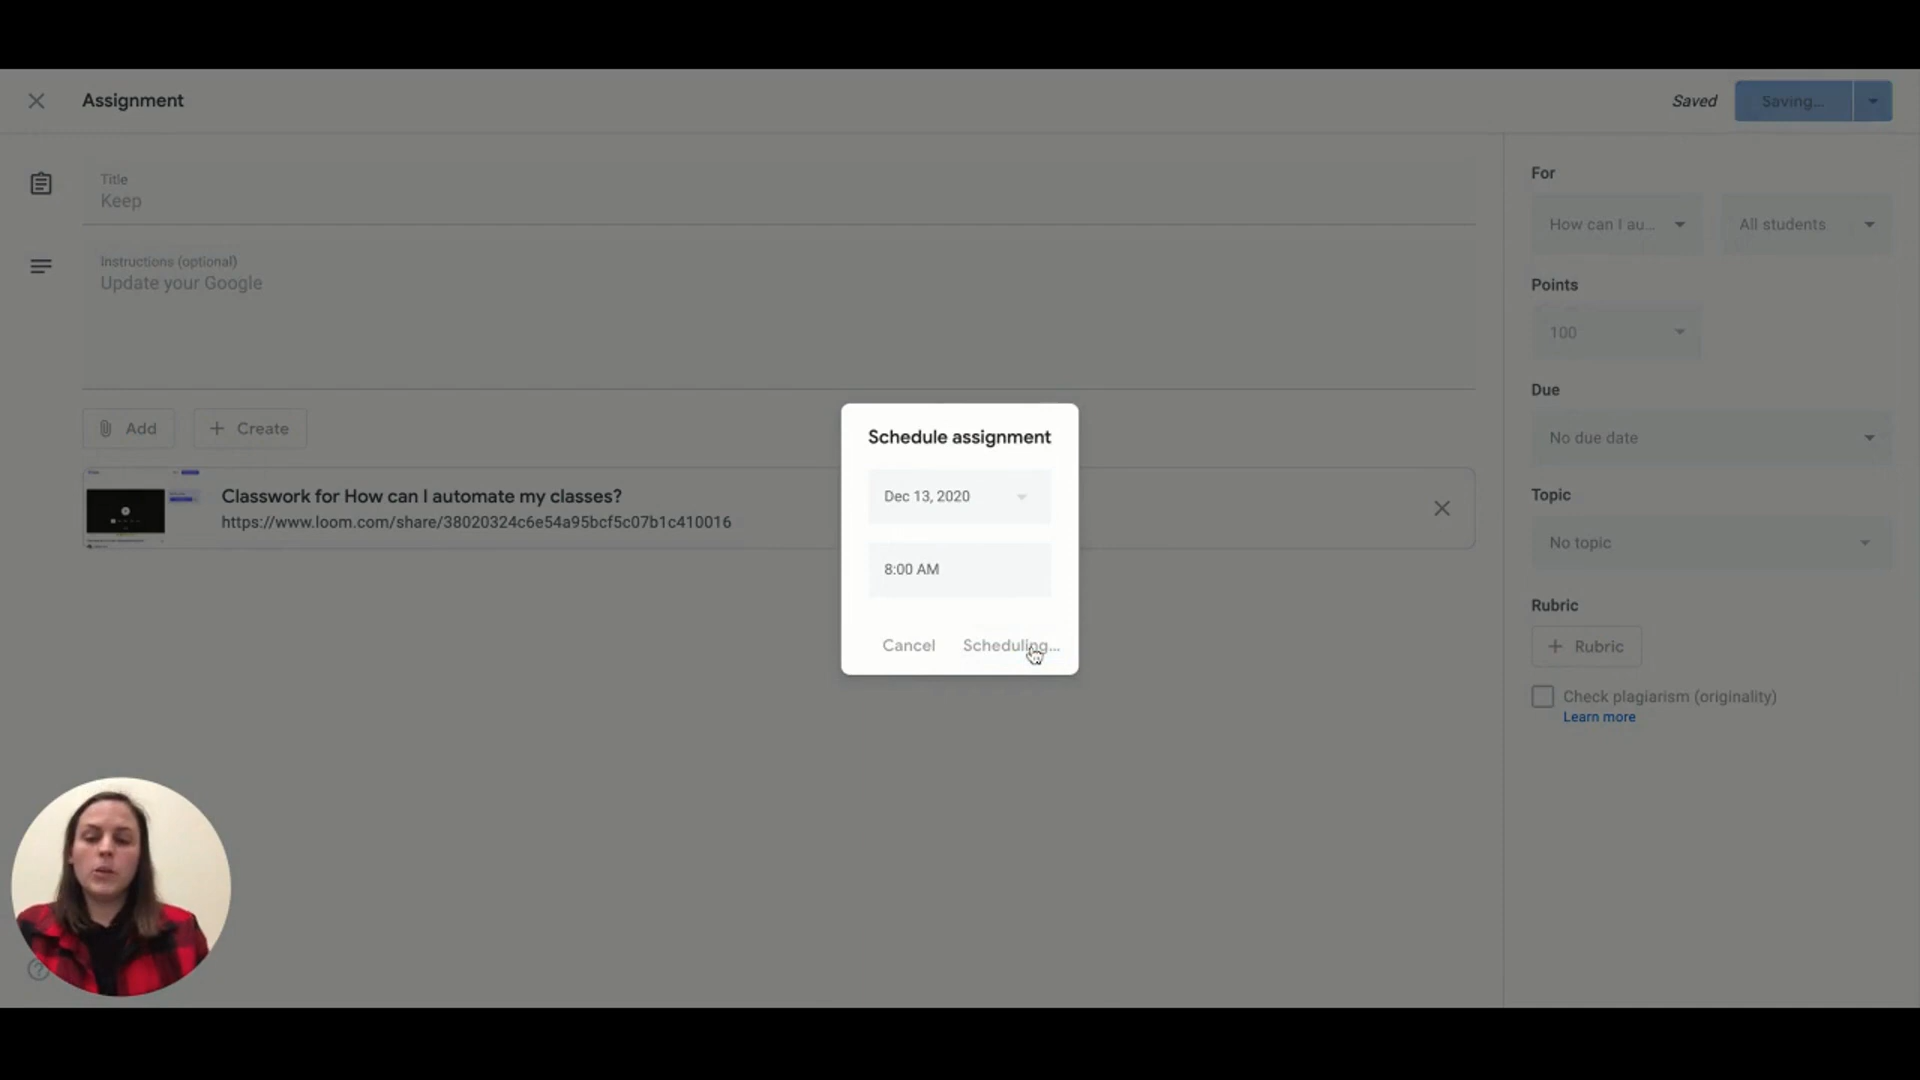 Assignment
Saved
Saving...
Title
Keep
Instructions (optional)
Update your Google
Add
Create
Classwork for How can I automate my classes?
https://www.loom.com/share/38020324c6e54a95bcf5c07b1c410016
Schedule assignment
Dec 13, 2020
8:00 AM
Cancel
Scheduling...
For
How can I au...
All students
Points
100
Due
No due date
Topic
No topic
Rubric
Rubric
Check plagiarism (originality)
Learn more